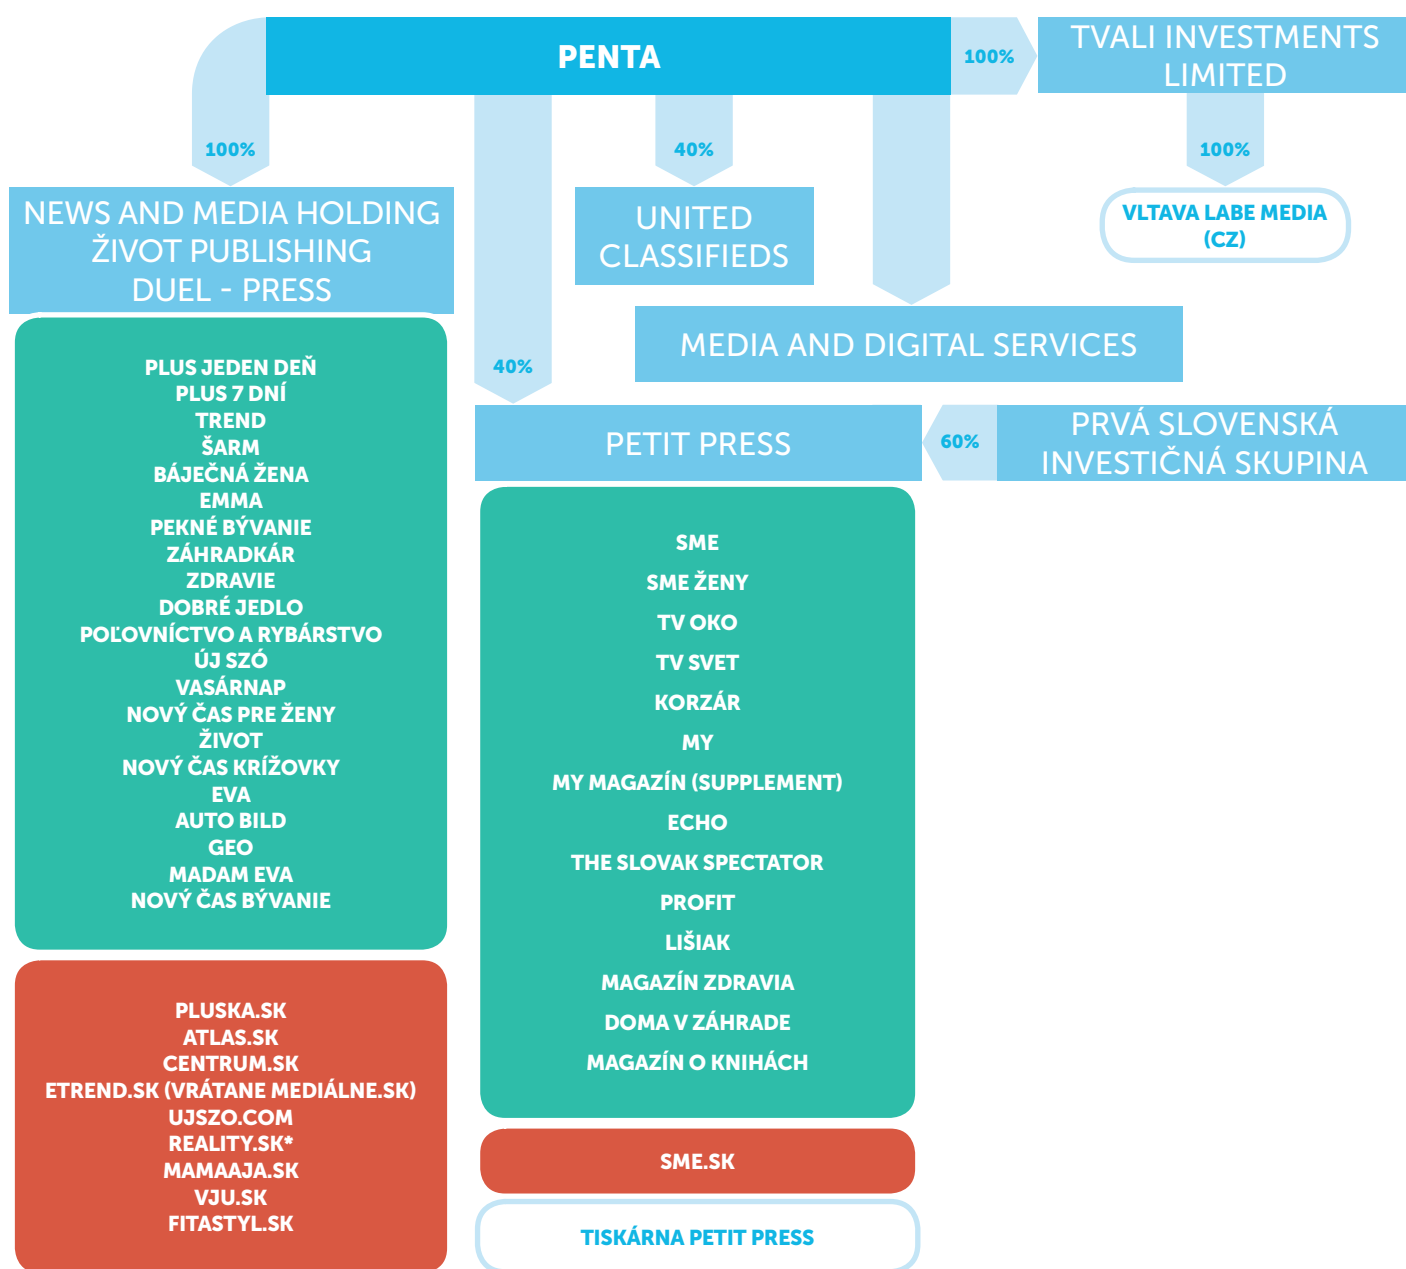 PENTA
100%
TVALI INVESTMENTS
LIMITED
100%
40%
100%
NEWS AND MEDIA HOLDING
ŽIVOT PUBLISHING
DUEL - PRESS
UNITED
CLASSIFIEDS
VLTAVA LABE MEDIA
(CZ)
MEDIA AND DIGITAL SERVICES
40%
PETIT PRESS
60%
PRVÁ SLOVENSKÁ
INVESTIČNÁ SKUPINA
PLUS JEDEN DEŇ
PLUS 7 DNÍ
TREND
ŠARM
BÁJEČNÁ ŽENA
EMMA
PEKNÉ BÝVANIE
ZÁHRADKÁR
ZDRAVIE
DOBRÉ JEDLO
POĽOVNÍCTVO A RYBÁRSTVO
ÚJ SZÓ
VASÁRNAP
NOVÝ ČAS PRE ŽENY
ŽIVOT
NOVÝ ČAS KRÍŽOVKY
EVA
AUTO BILD
GEO
MADAM EVA
NOVÝ ČAS BÝVANIE
PLUSKA.SK
ATLAS.SK
CENTRUM.SK
ETREND.SK (VRÁTANE MEDIÁLNE.SK)
UJSZO.COM
REALITY.SK*
MAMAAJA.SK
VJU.SK
FITASTYL.SK
SME
SME ŽENY
TV OKO
TV SVET
KORZÁR
MY
MY MAGAZÍN (SUPPLEMENT)
ECHO
THE SLOVAK SPECTATOR
PROFIT
LIŠIAK
MAGAZÍN ZDRAVIA
DOMA V ZÁHRADE
MAGAZÍN O KNIHÁCH
SME.SK
TISKÁRNA PETIT PRESS